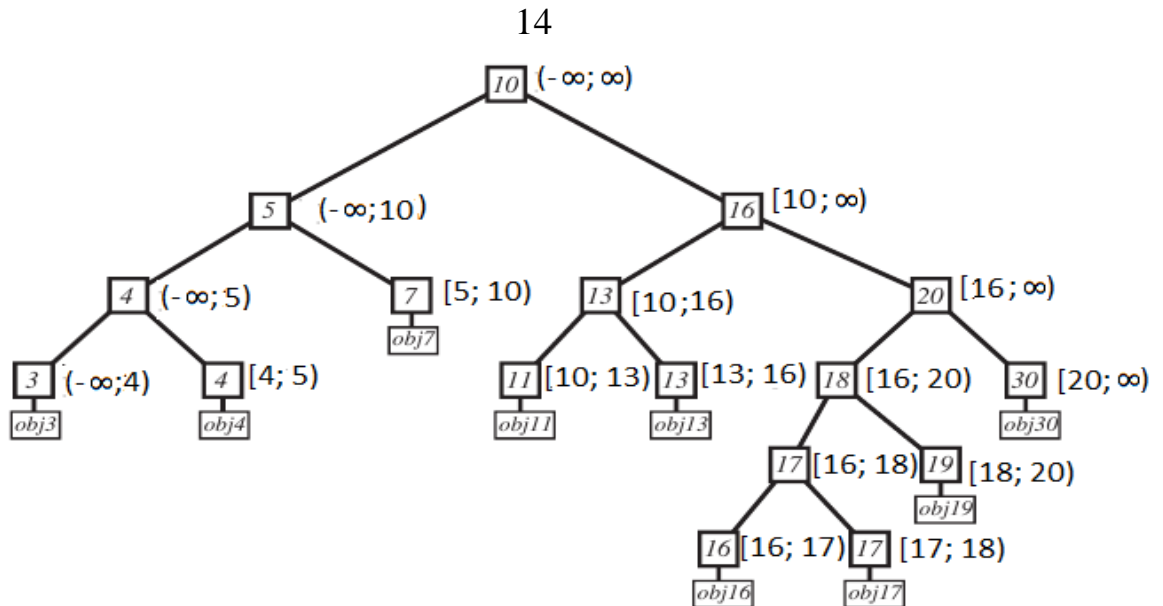 14
10 (-∞; ∞)
5 (-∞;10) 16 [10; ∞)
4 (-∞; 5) 7 [5; 10) 13 [10;16) 20 [16; ∞)
obj7
3 (-∞;4) 4 [4; 5) 11 [10; 13) 13 [13; 16) 18 [16; 20) 30 [20; ∞)
obj3 obj4 obj11 obj13 obj30
17 [16; 18) 19 [18; 20)
obj19
16 [16; 17) 17 [17; 18)
obj16 obj17